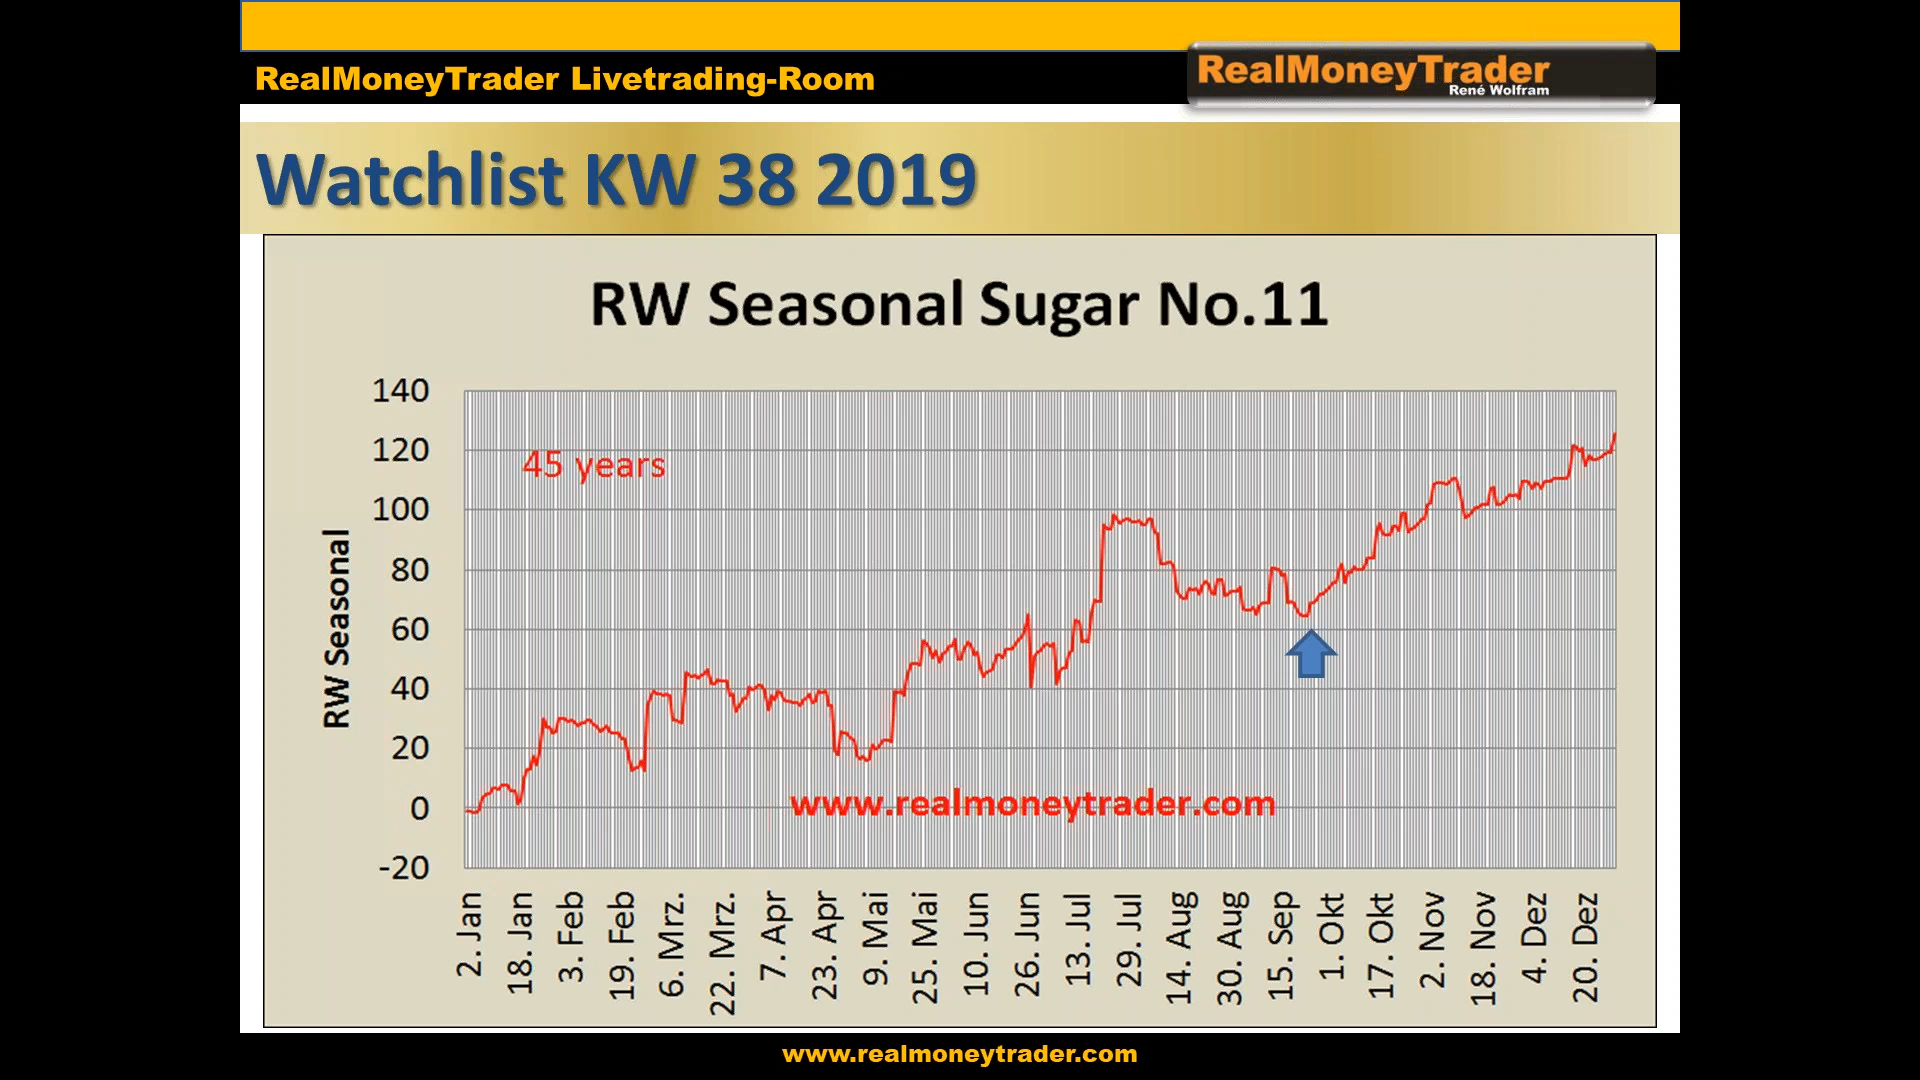 RealMoneyTrader Livetrading-Room
RealMoneyTrader
René Wolfram
Watchlist KW 38 2019
RW Seasonal Sugar No.11
140
120
100
80
60
40
20
0
-20
RW Seasonal
45 years
www.realmoneytrader.com
2. Jan
18. Jan
3. Feb
19. Feb
6. Mrz.
22. Mrz.
7. Apr
23. Apr
9. Mai
25. Mai
10. Jun
26. Jun
13. Jul
29. Jul
14. Aug
30. Aug
15. Sep
1. Okt
17. Okt
2. Nov
18. Nov
4. Dez
20. Dez
www.realmoneytrader.com